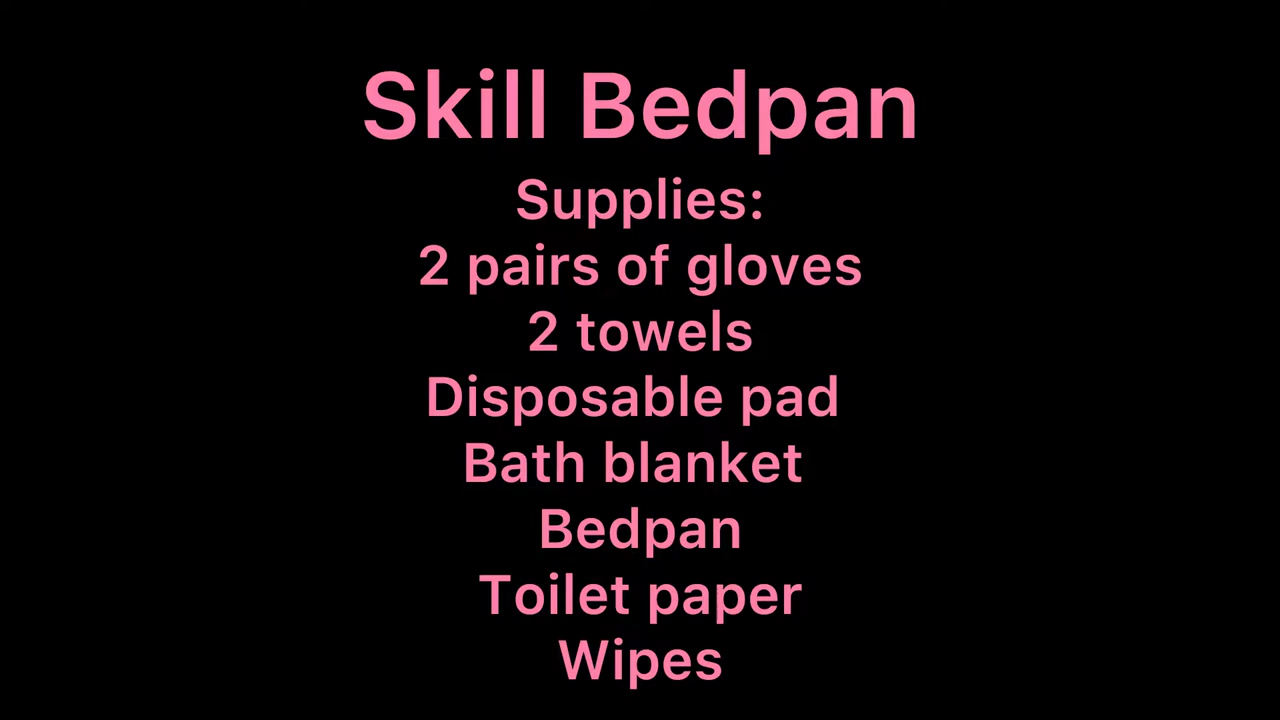 Skill Bedpan
Supplies:
2 pairs of gloves
2 towels
Disposable pad
Bath blanket
Bedpan
Toilet paper
Wipes